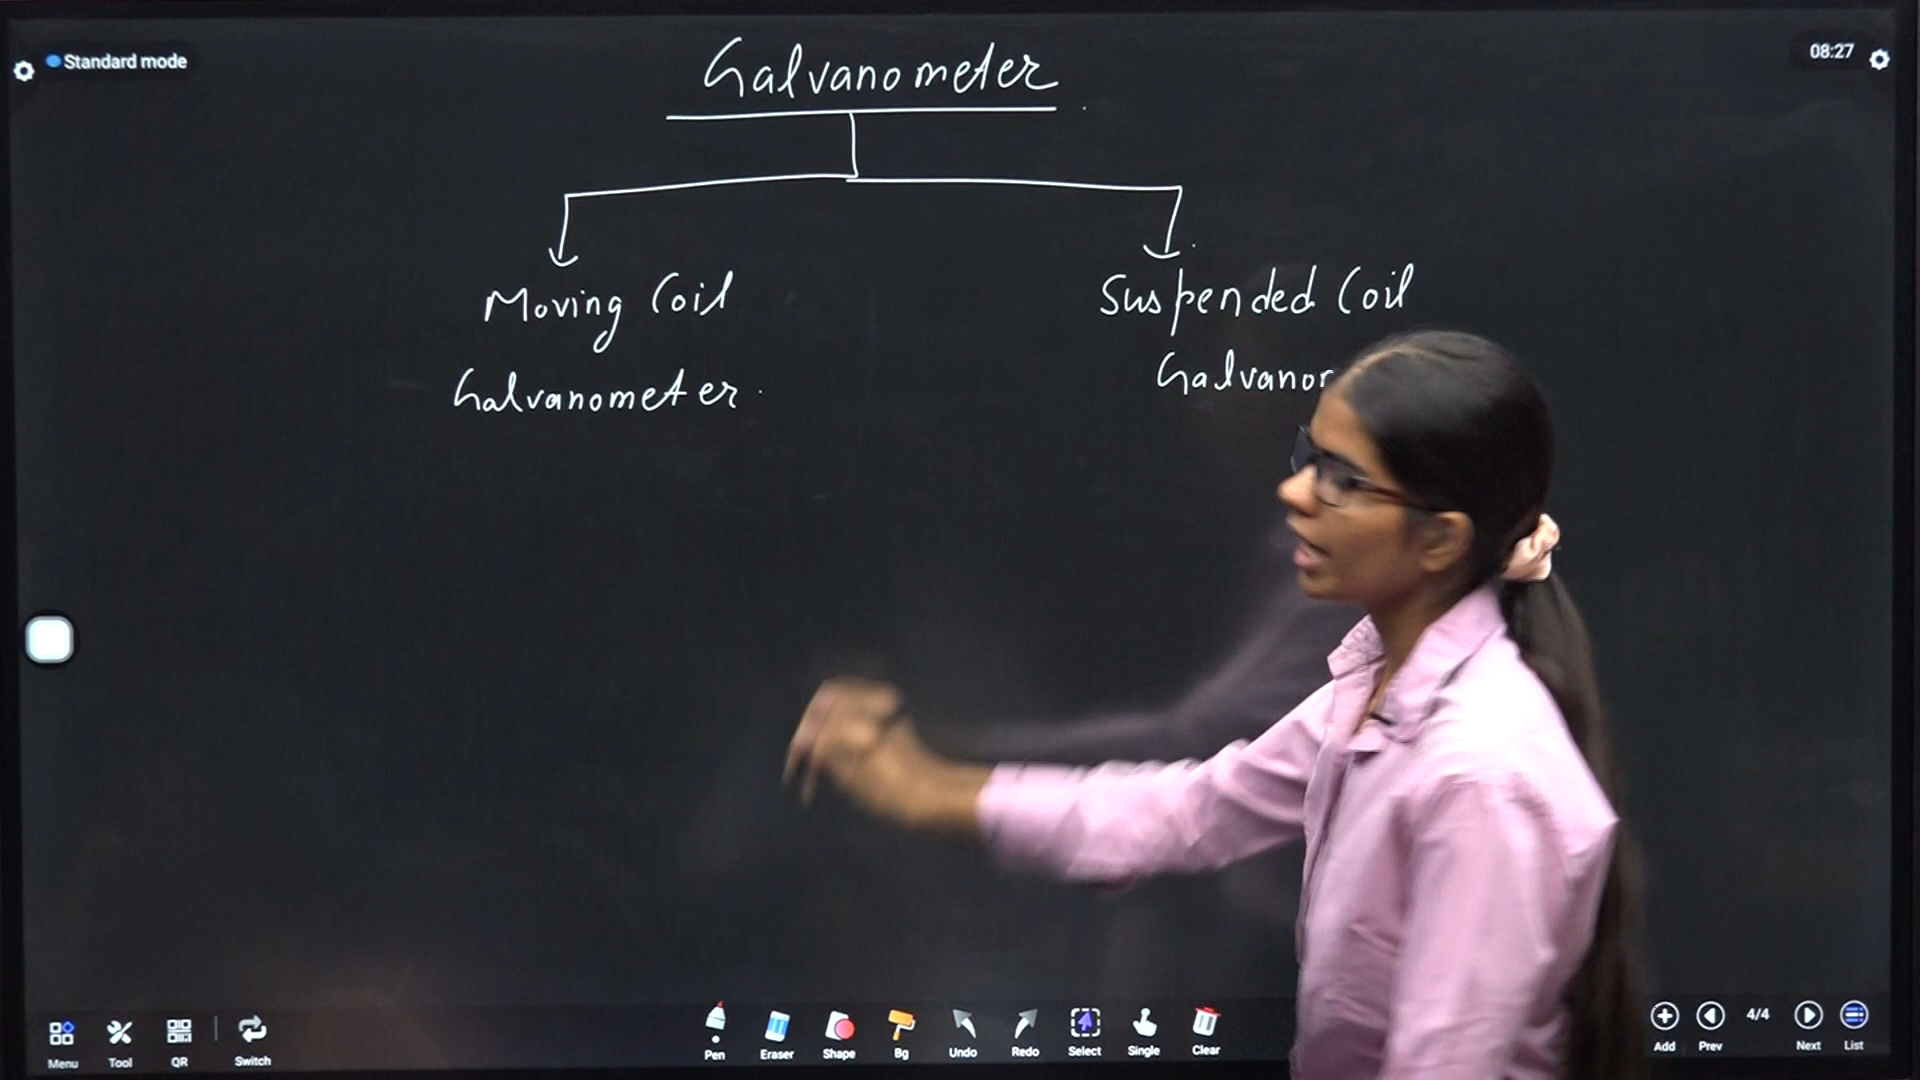 Standard mode
08:27
Galvanometer
Moving Coil
Galvanometer
Suspended Coil
Menu
Tool
QR
Switch
Pen
Eraser
Shape
Bg
Undo
Redo
Select
Single
Clear
Add
Prev
4/4
Next
List